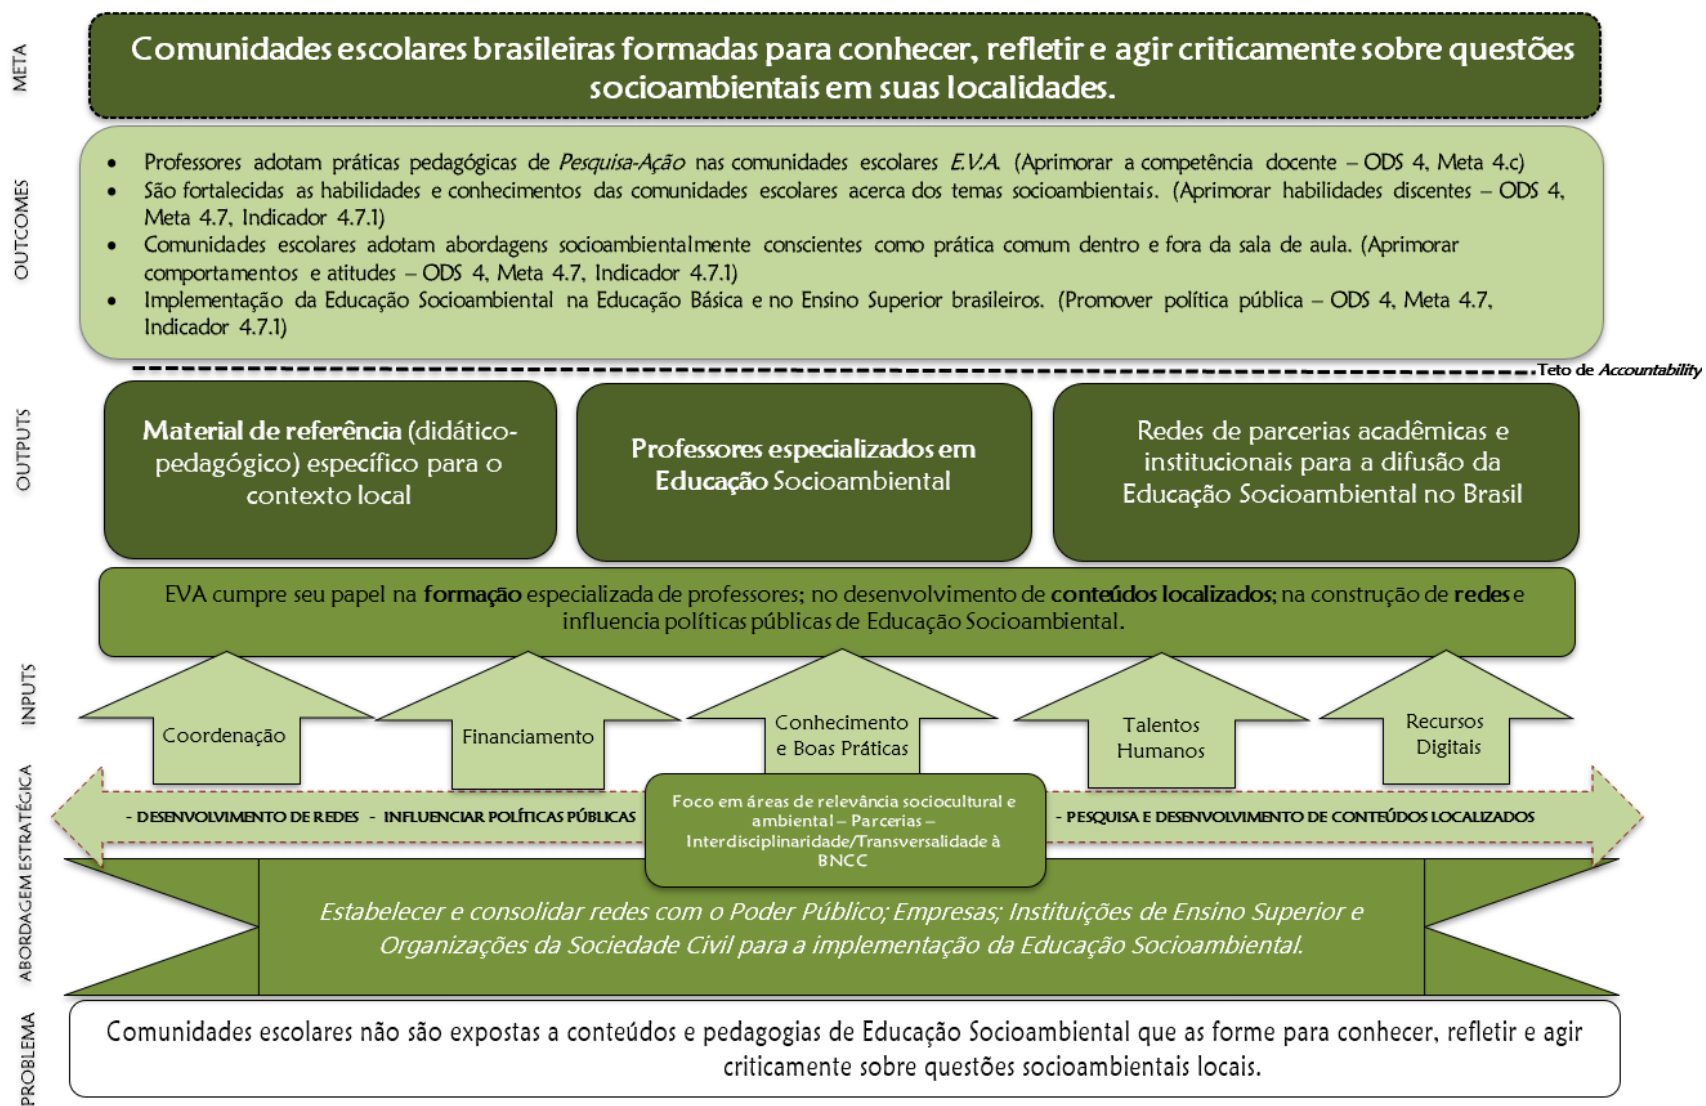 META
Comunidades escolares brasileiras formadas para conhecer, refletir e agir criticamente sobre questões
socioambientais em suas localidades.
OUTCOMES
• Professores adotam práticas pedagógicas de Pesquisa-Ação nas comunidades escolares E.V.A. (Aprimorar a competência docente – ODS 4, Meta 4.c)
• São fortalecidas as habilidades e conhecimentos das comunidades escolares acerca dos temas socioambientais. (Aprimorar habilidades discentes – ODS 4,
Meta 4.7, Indicador 4.7.1)
• Comunidades escolares adotam abordagens socioambientalmente conscientes como prática comum dentro e fora da sala de aula. (Aprimorar
comportamentos e atitudes – ODS 4, Meta 4.7, Indicador 4.7.1)
• Implementação da Educação Socioambiental na Educação Básica e no Ensino Superior brasileiros. (Promover política pública – ODS 4, Meta 4.7,
Indicador 4.7.1)
Teto de Accountability
OUTPUTS
Material de referência (didático-
pedagógico) específico para o
contexto local
Professores especializados em
Educação Socioambiental
Redes de parcerias acadêmicas e
institucionais para a difusão da
Educação Socioambiental no Brasil
EVA cumpre seu papel na formação especializada de professores; no desenvolvimento de conteúdos localizados; na construção de redes e
influencia políticas públicas de Educação Socioambiental.
INPUTS
Coordenação
Financiamento
Conhecimento
e Boas Práticas
Talentos
Humanos
Recursos
Digitais
ABORDAGEM ESTRATÉGICA
- DESENVOLVIMENTO DE REDES - INFLUENCIAR POLÍTICAS PÚBLICAS
Foco em áreas de relevância sociocultural e
ambiental – Parcerias –
Interdisciplinaridade/Transversalidade à
BNCC
- PESQUISA E DESENVOLVIMENTO DE CONTEÚDOS LOCALIZADOS
Estabelecer e consolidar redes com o Poder Público; Empresas; Instituições de Ensino Superior e
Organizações da Sociedade Civil para a implementação da Educação Socioambiental.
PROBLEMA
Comunidades escolares não são expostas a conteúdos e pedagogias de Educação Socioambiental que as forme para conhecer, refletir e agir
criticamente sobre questões socioambientais locais.